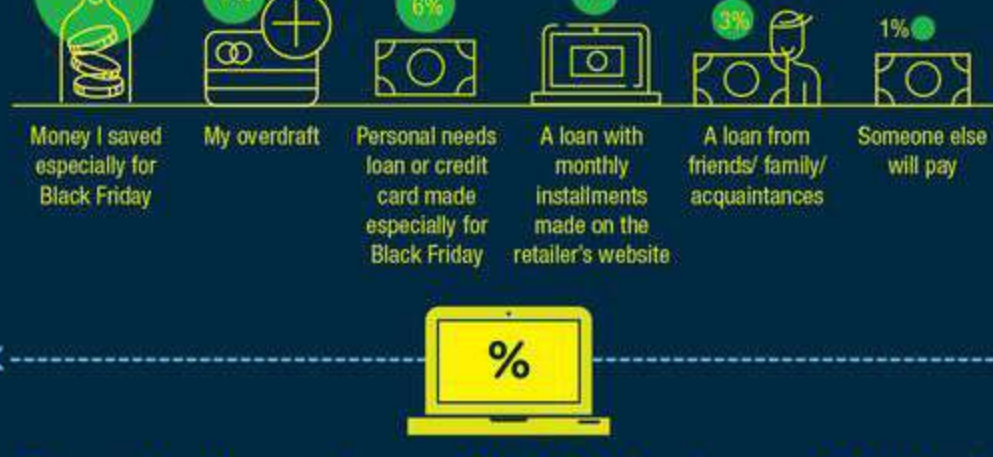 6%
3%
1%
Money I saved
especially for
Black Friday
My overdraft
Personal needs
loan or credit
card made
especially for
Black Friday
A loan with
monthly
installments
made on the
retailer's website
A loan from
friends/ family/
acquaintances
Someone else
will pay
%